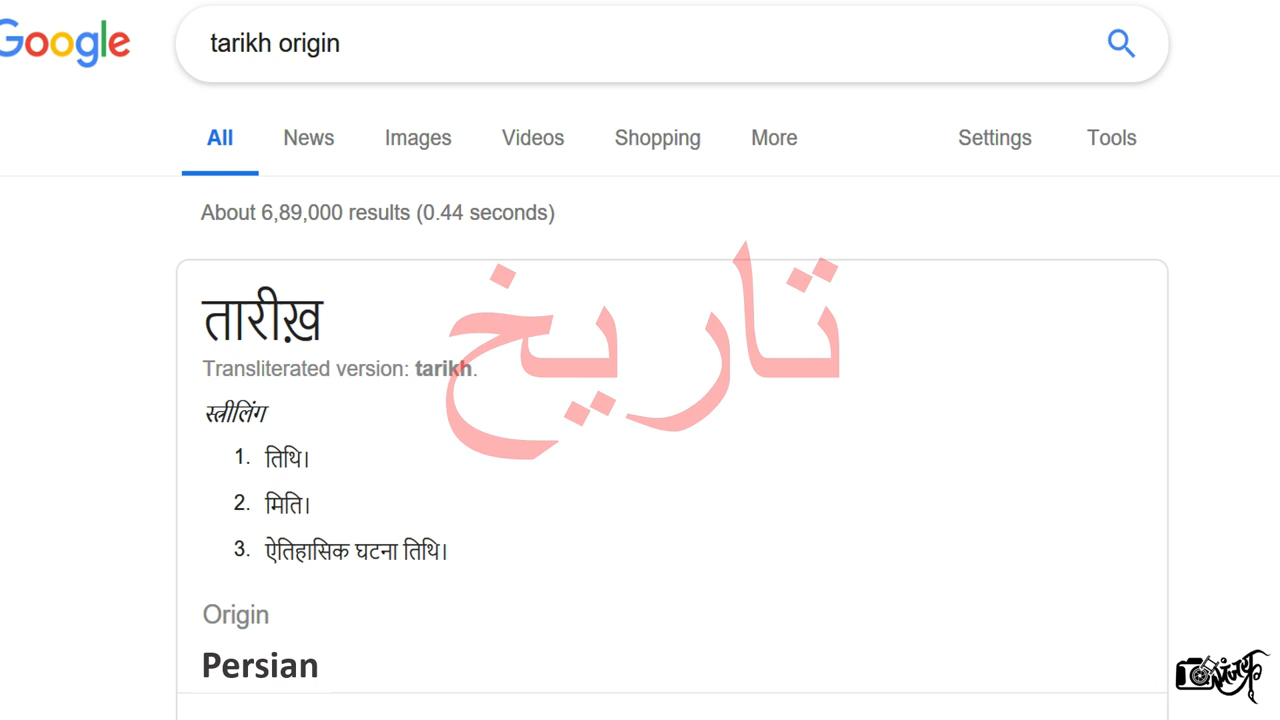 Google
tarikh origin
All News Images Videos Shopping More Settings Tools
About 6,89,000 results (0.44 seconds)
تاریخ
तारीख़
Transliterated version: tarikh.
स्त्रीलिंग
1. तिथि।
2. मिति।
3. ऐतिहासिक घटना तिथि।
Origin
Persian